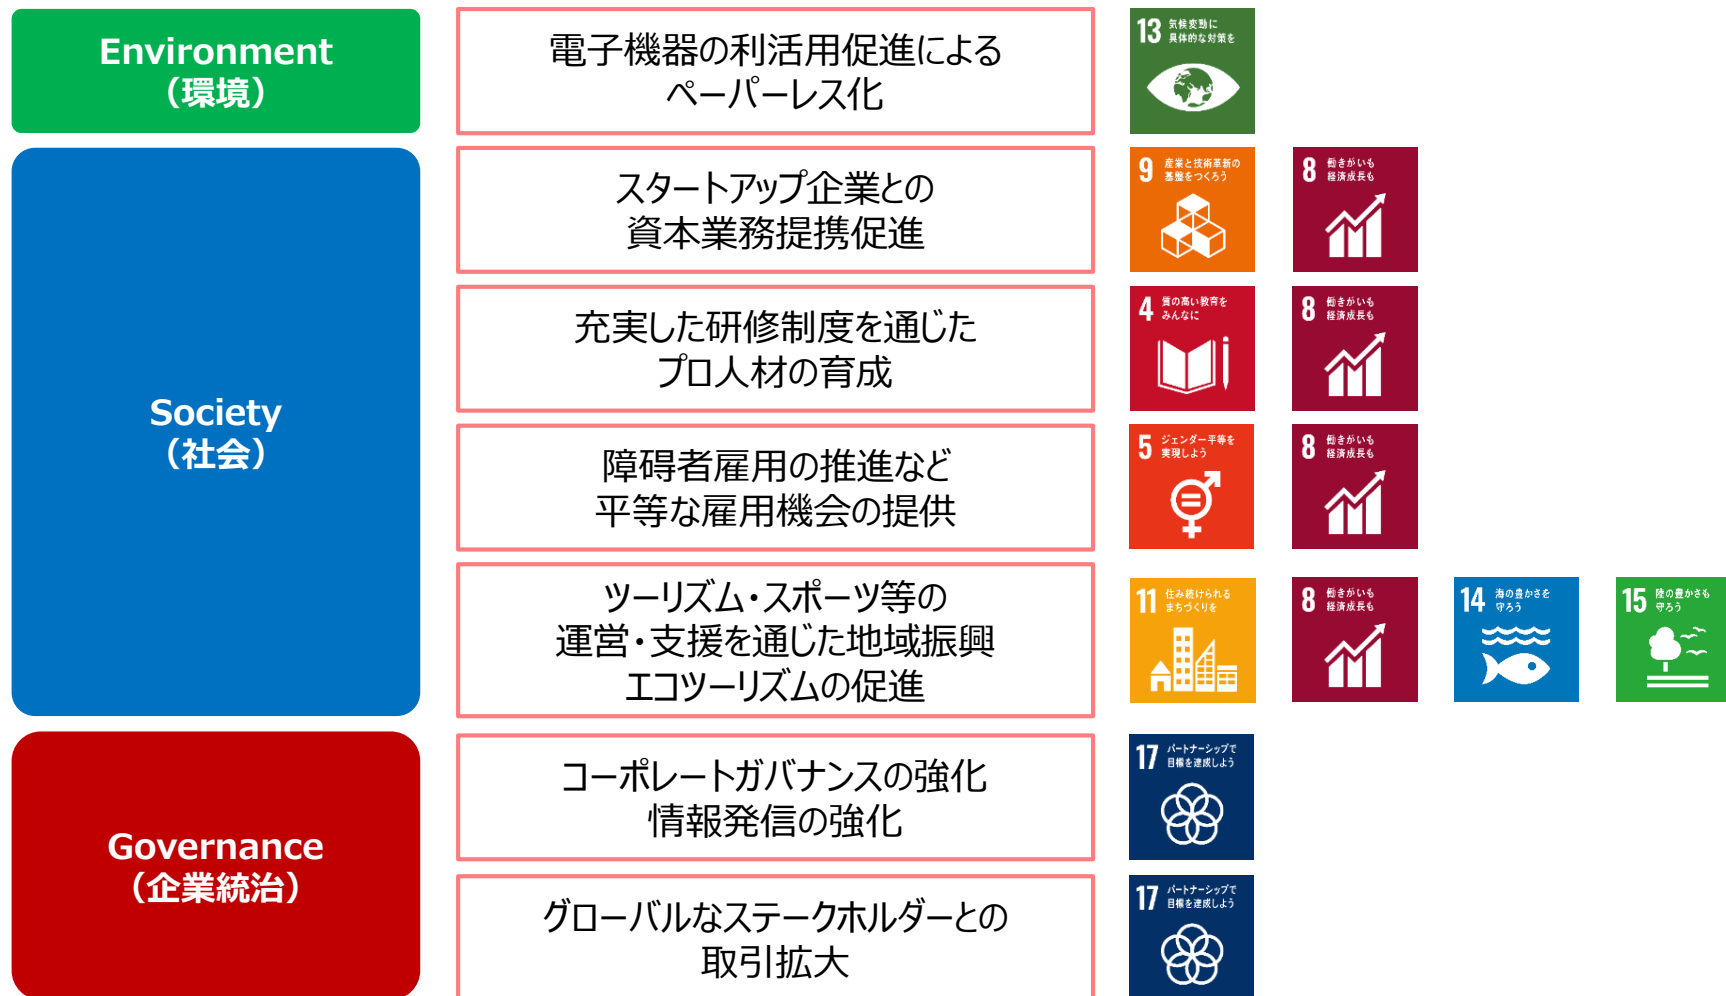 Environment
（環境）
電子機器の利活用促進による
ペーパーレス化
13 気候変動に
具体的な対策を
Society
（社会）
スタートアップ企業との
資本業務提携促進
9 産業と技術革新の
基盤をつくろう
8 働きがいも
経済成長も
充実した研修制度を通じた
プロ人材の育成
4 質の高い教育を
みんなに
8 働きがいも
経済成長も
障碍者雇用の推進など
平等な雇用機会の提供
5 ジェンダー平等を
実現しよう
8 働きがいも
経済成長も
ツーリズム・スポーツ等の
運営・支援を通じた地域振興
エコツーリズムの促進
11 住み続けられる
まちづくりを
8 働きがいも
経済成長も
14 海の豊かさを
守ろう
15 陸の豊かさも
守ろう
Governance
（企業統治）
コーポレートガバナンスの強化
情報発信の強化
17 パートナーシップで
目標を達成しよう
グローバルなステークホルダーとの
取引拡大
17 パートナーシップで
目標を達成しよう